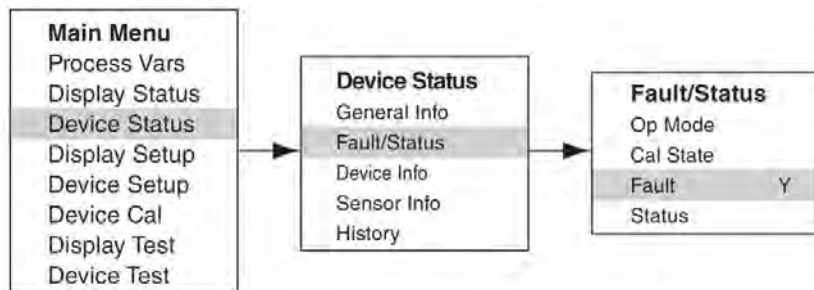 Main Menu
Process Vars
Display Status
Device Status
Display Setup
Device Setup
Device Cal
Display Test
Device Test
Device Status
General Info
Fault/Status
Device Info
Sensor Info
History
Fault/Status
Op Mode
Cal State
Fault Y
Status